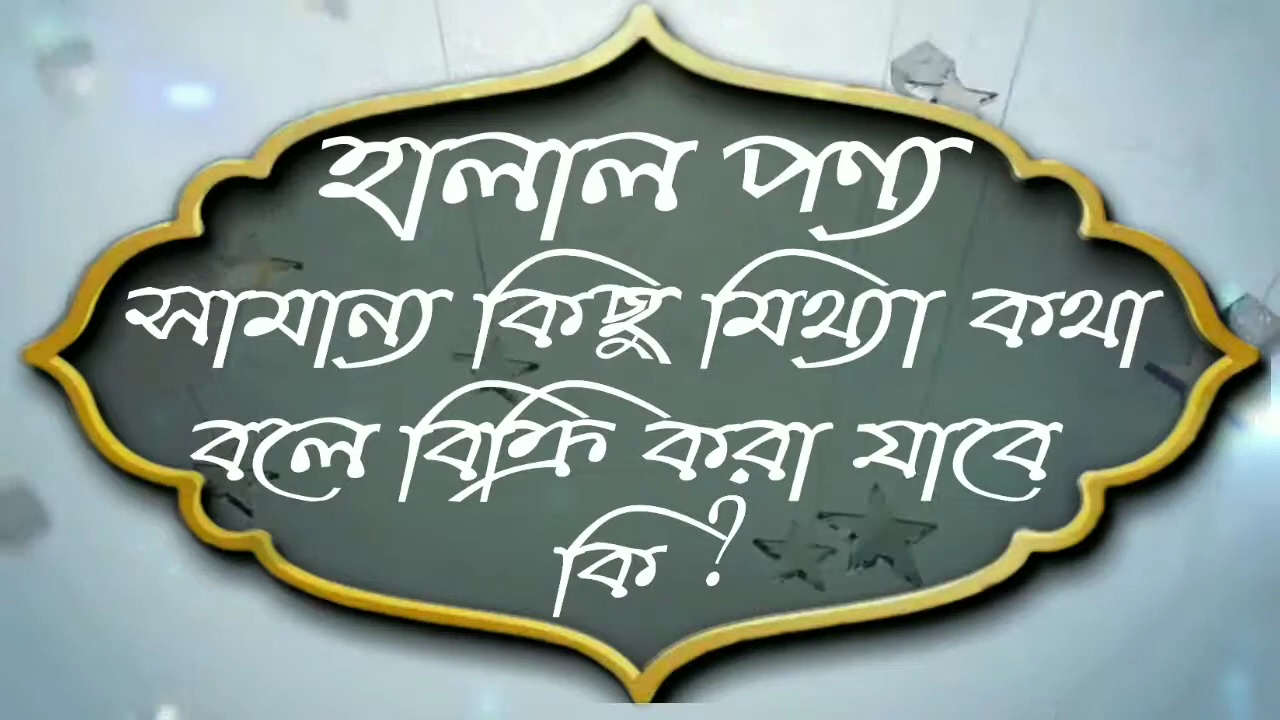 হালাল পণ্য
সামান্য কিছু মিথ্যা কথা
বলে বিক্রি করা যাবে
কি ?